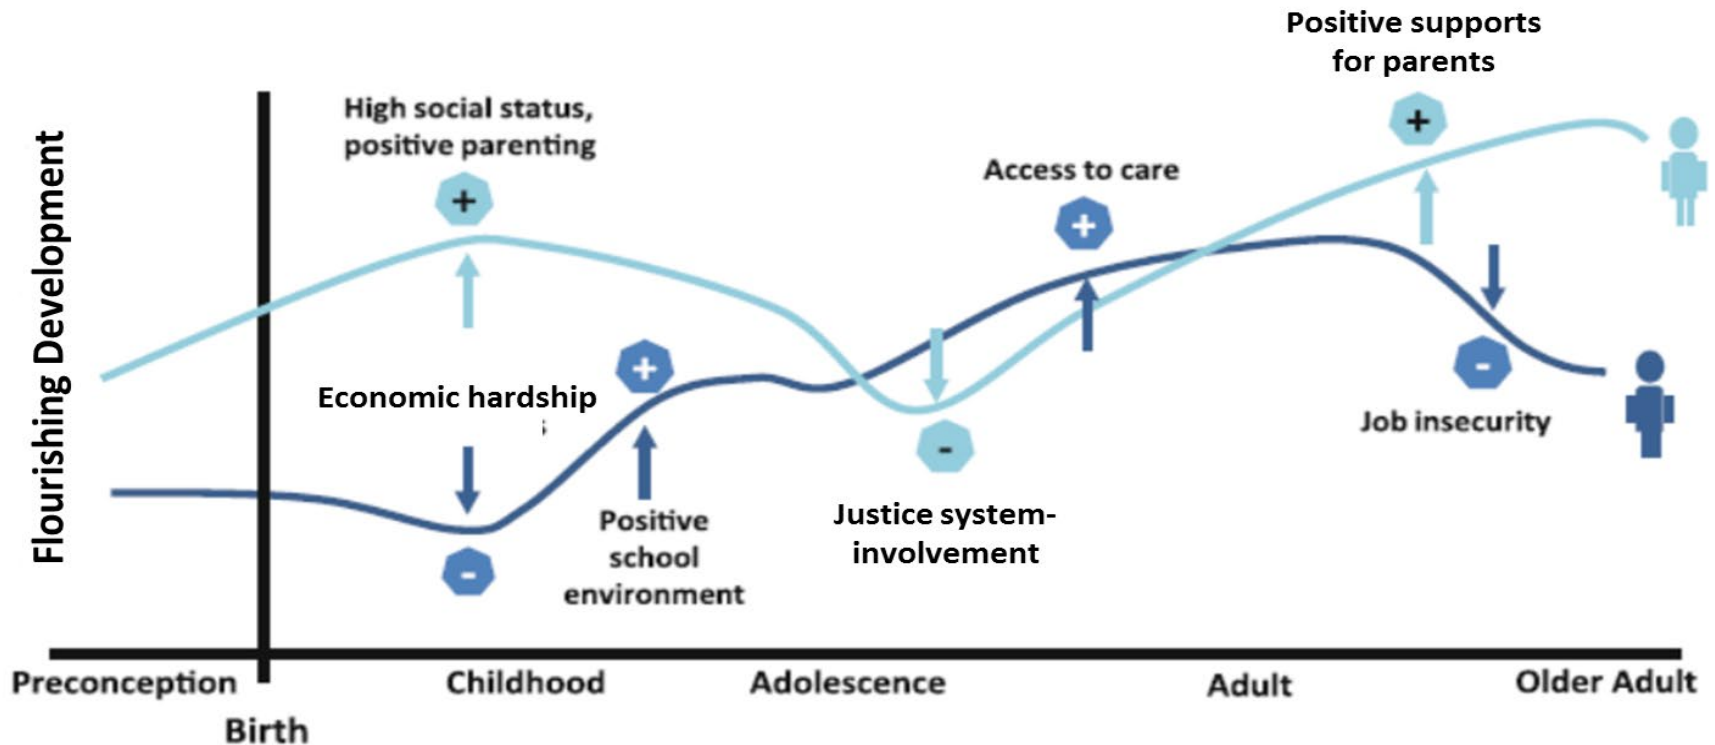 Positive supports
for parents
High social status,
positive parenting
+
+
Access to care
+
Flourishing Development
Economic hardship
;
+
-
Job insecurity
-
Positive
school
environment
Justice system-
involvement
-
Preconception
Childhood
Adolescence
Adult
Older Adult
Birth